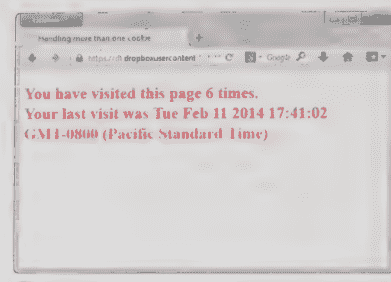 Handling more than one cookie
https://dl.dropboxusercontent
Google
You have visited this page 6 times.
Your last visit was Tue Feb 11 2014 17:41:02
GMT-0800 (Pacific Standard Time)